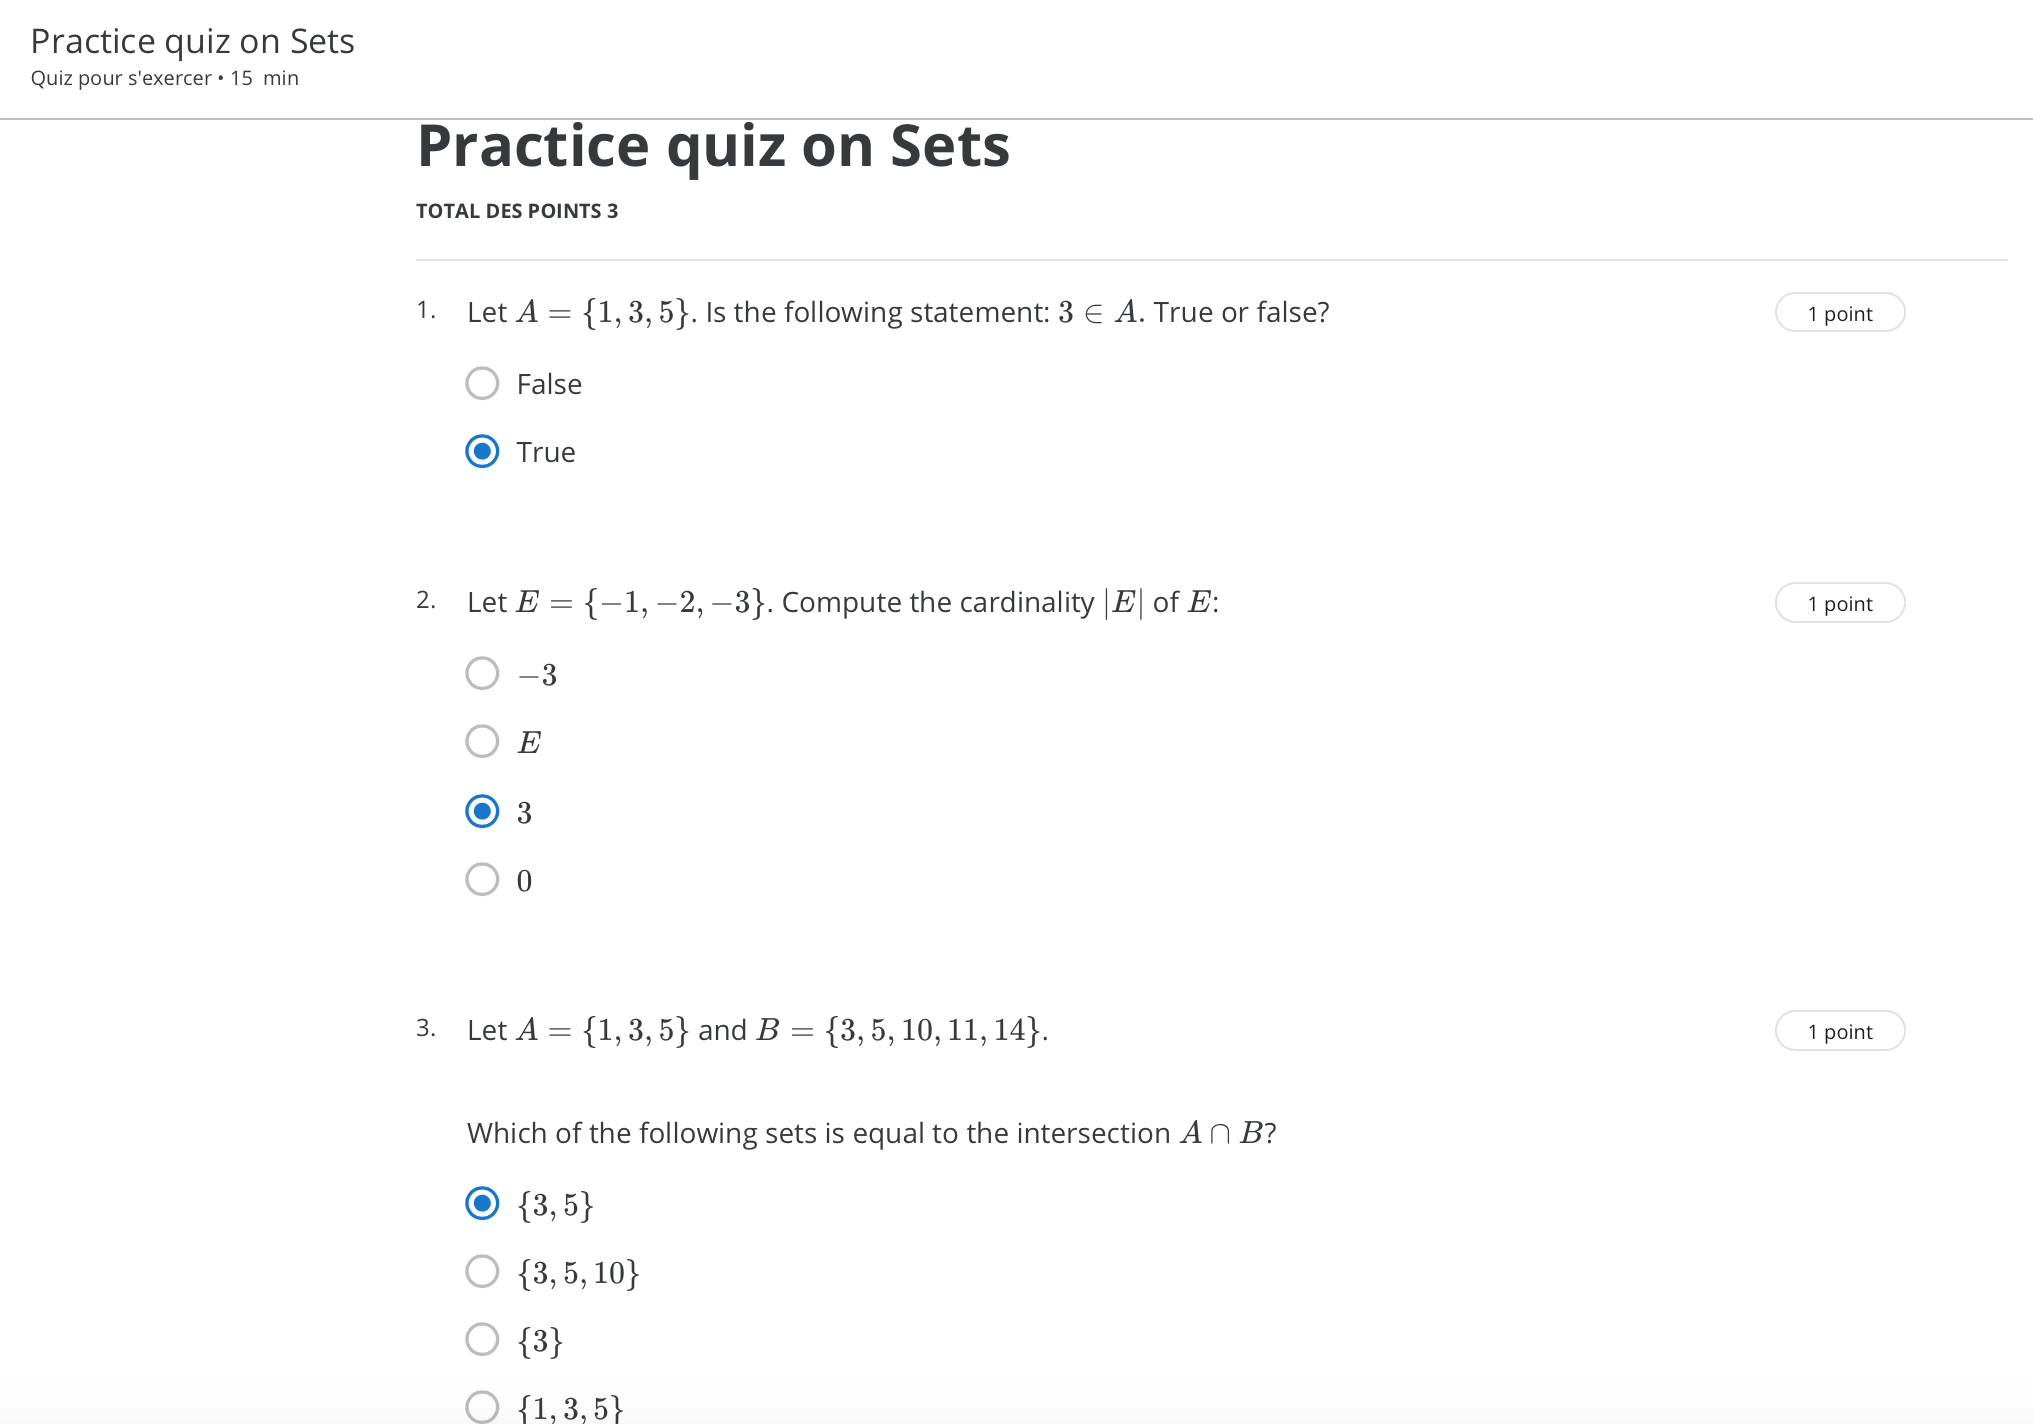 Practice quiz on Sets
Quiz pour s'exercer • 15 min
Practice quiz on Sets
TOTAL DES POINTS 3
1. Let A = {1, 3, 5}. Is the following statement: 3 ∈ A. True or false?
1 point
False
True
2. Let E = {−1, −2, −3}. Compute the cardinality |E| of E:
1 point
−3
E
3
0
3. Let A = {1, 3, 5} and B = {3, 5, 10, 11, 14}.
1 point
Which of the following sets is equal to the intersection A ∩ B?
{3, 5}
{3, 5, 10}
{3}
{1, 3, 5}